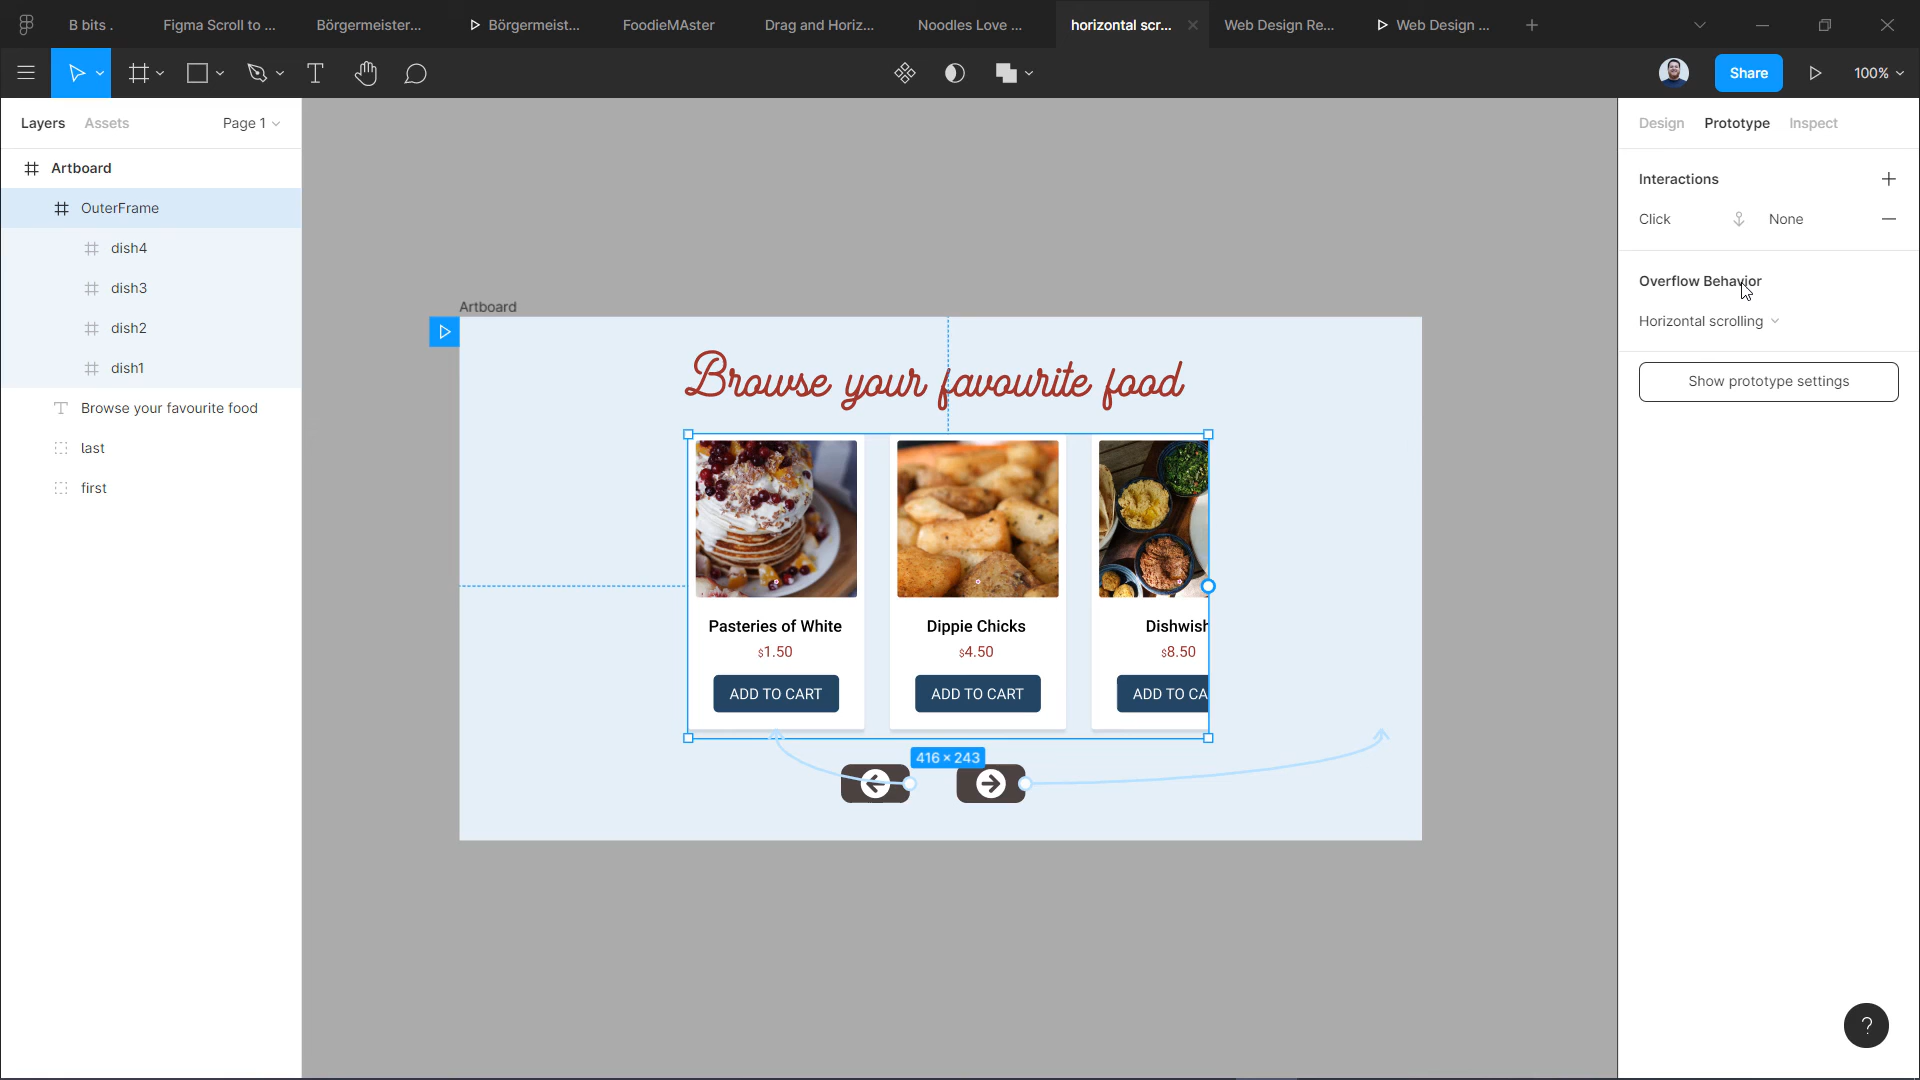 B bits .
Figma Scroll to ...
Börgermeister...
Börgermeist...
FoodieMAster
Drag and Horiz...
Noodles Love ...
horizontal scr...
Web Design Re...
Web Design ...
Share
100%
Layers
Assets
Page 1
Design
Prototype
Inspect
Artboard
OuterFrame
dish4
dish3
dish2
dish1
Browse your favourite food
last
first
Artboard
Browse your favourite food
Pasteries of White
$1.50
ADD TO CART
Dippie Chicks
$4.50
ADD TO CART
Dishwish
$8.50
ADD TO CA
416 × 243
Interactions
Click
None
Overflow Behavior
Horizontal scrolling
Show prototype settings
?